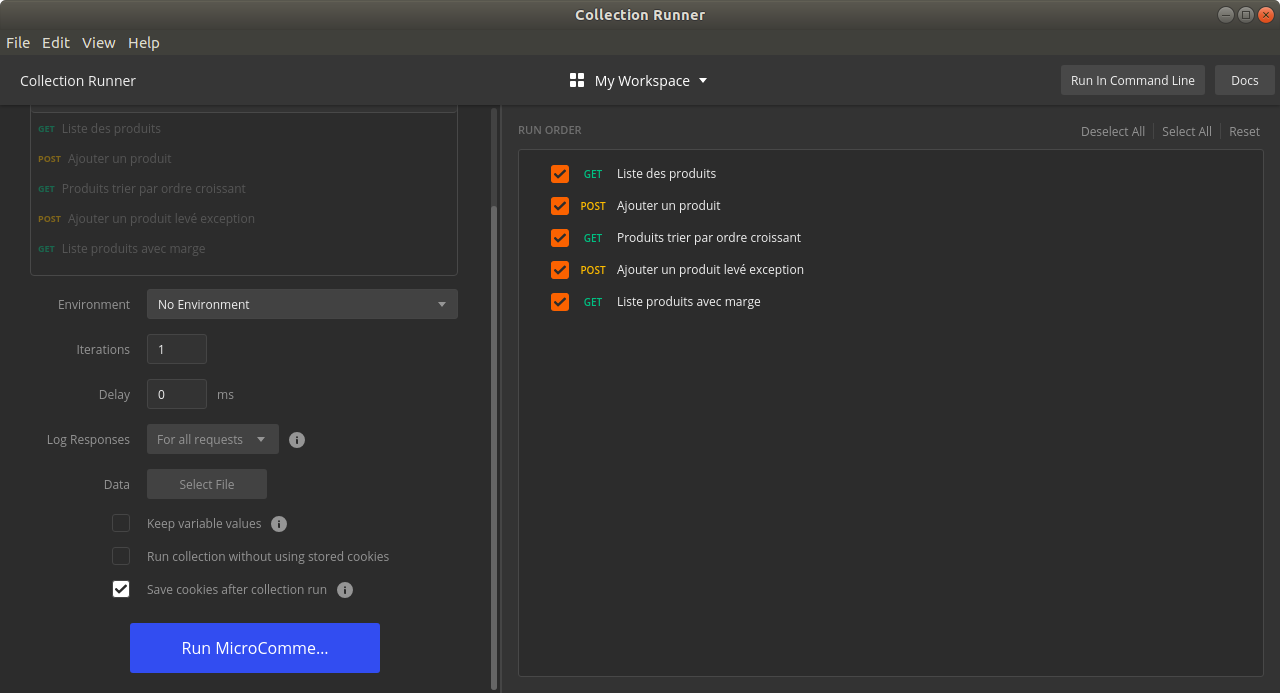 Collection Runner
File Edit View Help
Collection Runner
My Workspace
Run In Command Line
Docs
GET Liste des produits
POST Ajouter un produit
GET Produits trier par ordre croissant
POST Ajouter un produit levé exception
GET Liste produits avec marge
Environment No Environment
Iterations 1
Delay 0 ms
Log Responses For all requests
Data Select File
Keep variable values
Run collection without using stored cookies
Save cookies after collection run
Run MicroComme...
RUN ORDER
Deselect All Select All Reset
GET Liste des produits
POST Ajouter un produit
GET Produits trier par ordre croissant
POST Ajouter un produit levé exception
GET Liste produits avec marge